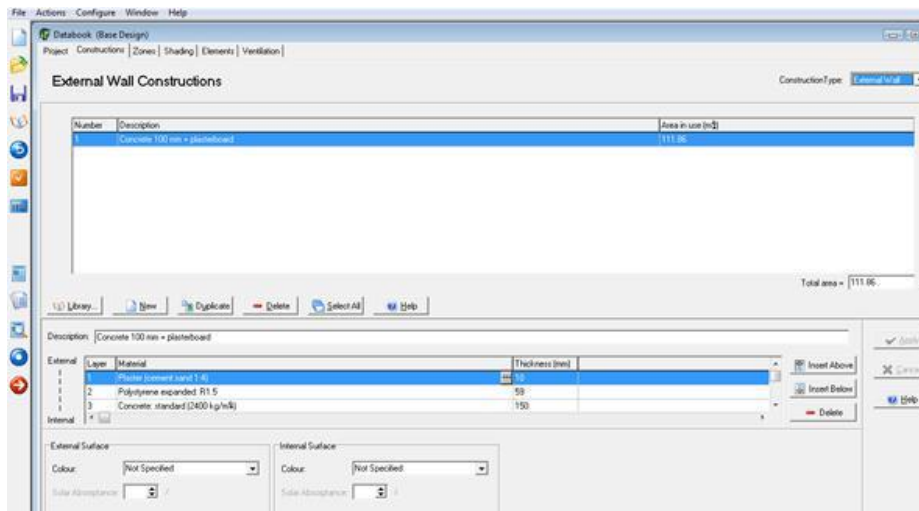 File Actions Configure Window Help
Databook (Base Design)
Project Constructions Zones Shading Elements Ventilation
External Wall Constructions
ConstructionType: External Wall
Number Description Area in use (m²)
1 Concrete 100 mm + plasterboard 111.86
Total area = 111.86
Library... New Duplicate Delete Select All Help
Description: Concrete 100 mm + plasterboard
Apply
External Layer Material Thickness (mm)
Insert Above
1 Plaster (cement:sand 1:4) 10
2 Polystyrene expanded: R1.5 59
Insert Below
3 Concrete: standard (2400 kg/m³) 150
Internal
Delete
Cancel
Help
External Surface Internal Surface
Colour: Not Specified Colour: Not Specified
Solar Absorptance: Solar Absorptance: